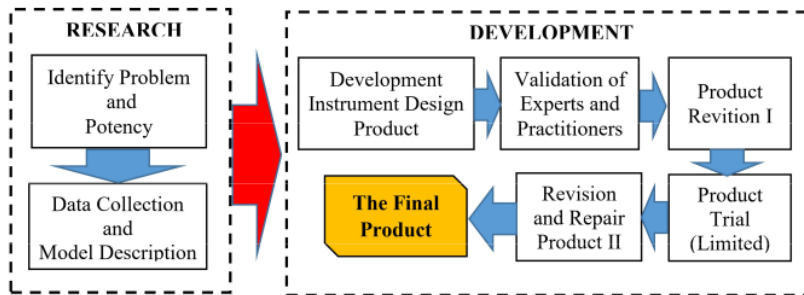 RESEARCH
Identify Problem
and
Potency
Data Collection
and
Model Description
DEVELOPMENT
Development
Instrument Design
Product
Validation of
Experts and
Practitioners
Product
Revition I
Product
Trial
(Limited)
Revision
and Repair
Product II
The Final
Product